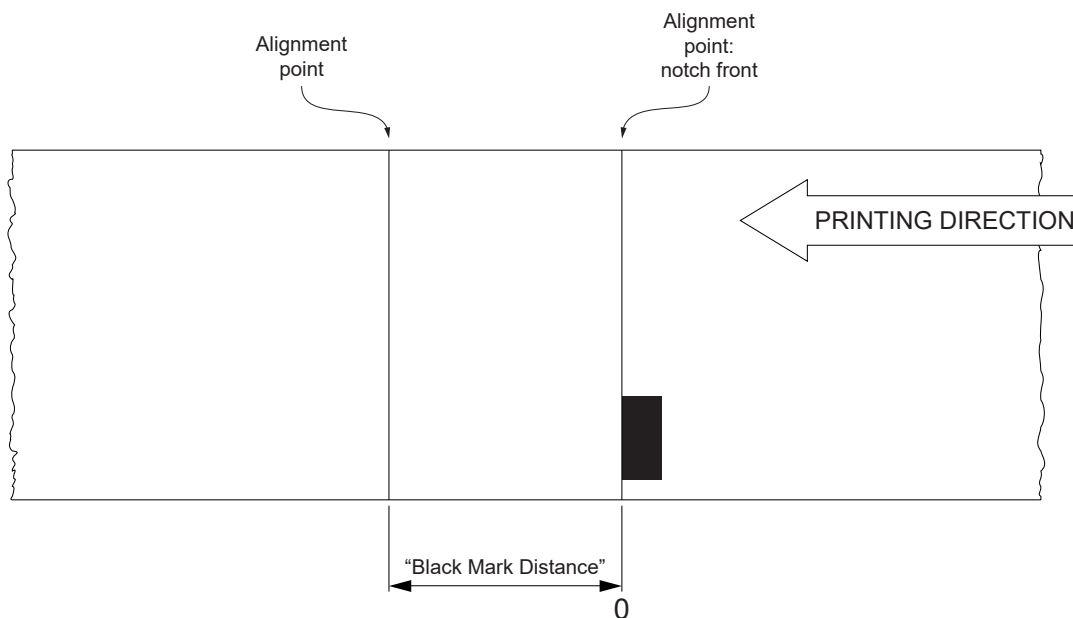 Alignment
point
Alignment
point:
notch front
PRINTING DIRECTION
“Black Mark Distance”
0